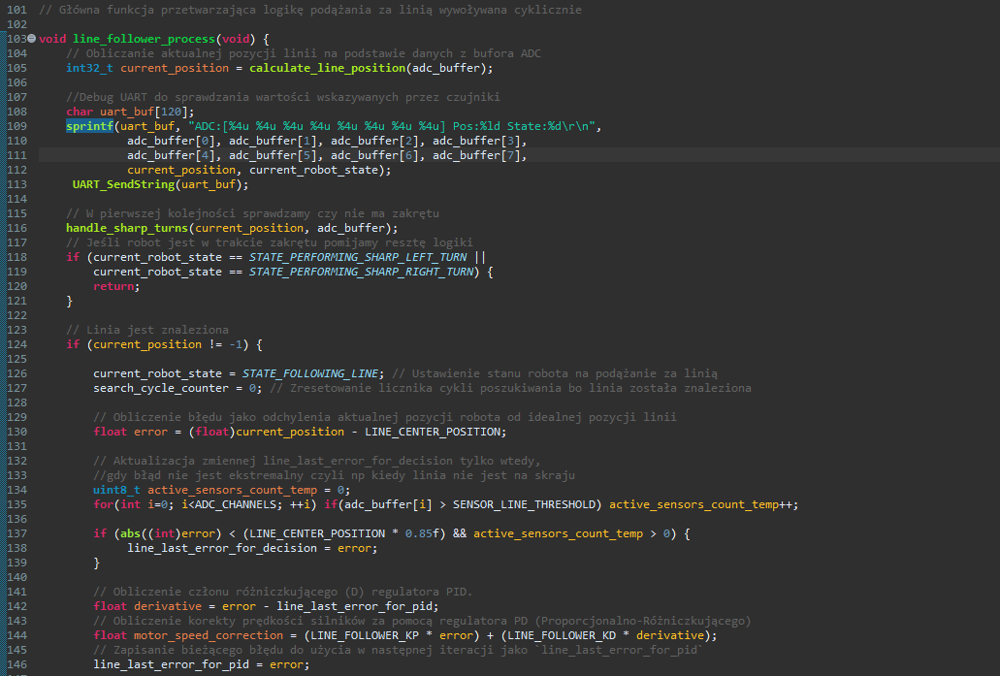 101 // Główna funkcja przetwarzająca logikę podążania za linią wywoływana cyklicznie
102
103 void line_follower_process(void) {
104 // Obliczanie aktualnej pozycji linii na podstawie danych z bufora ADC
105 int32_t current_position = calculate_line_position(adc_buffer);
106
107 //Debug UART do sprawdzania wartości wskazywanych przez czujniki
108 char uart_buf[120];
109 sprintf(uart_buf, "ADC:[%4u %4u %4u %4u %4u %4u %4u %4u] Pos:%ld State:%d\r\n",
110 adc_buffer[0], adc_buffer[1], adc_buffer[2], adc_buffer[3],
111 adc_buffer[4], adc_buffer[5], adc_buffer[6], adc_buffer[7],
112 current_position, current_robot_state);
113 UART_SendString(uart_buf);
114
115 // W pierwszej kolejności sprawdzamy czy nie ma zakrętu
116 handle_sharp_turns(current_position, adc_buffer);
117 // Jeśli robot jest w trakcie zakrętu pomijamy resztę logiki
118 if (current_robot_state == STATE_PERFORMING_SHARP_LEFT_TURN ||
119 current_robot_state == STATE_PERFORMING_SHARP_RIGHT_TURN) {
120 return;
121 }
122
123 // Linia jest znaleziona
124 if (current_position != -1) {
125
126 current_robot_state = STATE_FOLLOWING_LINE; // Ustawienie stanu robota na podążanie za linią
127 search_cycle_counter = 0; // Zresetowanie licznika cykli poszukiwania bo linia została znaleziona
128
129 // Obliczenie błędu jako odchylenia aktualnej pozycji robota od idealnej pozycji linii
130 float error = (float)current_position - LINE_CENTER_POSITION;
131
132 // Aktualizacja zmiennej line_last_error_for_decision tylko wtedy,
133 //gdy błąd nie jest ekstremalny czyli np kiedy linia nie jest na skraju
134 uint8_t active_sensors_count_temp = 0;
135 for(int i=0; i<ADC_CHANNELS; ++i) if(adc_buffer[i] > SENSOR_LINE_THRESHOLD) active_sensors_count_temp++;
136
137 if (abs((int)error) < (LINE_CENTER_POSITION * 0.85f) && active_sensors_count_temp > 0) {
138 line_last_error_for_decision = error;
139 }
140
141 // Obliczenie członu różniczkującego (D) regulatora PID.
142 float derivative = error - line_last_error_for_pid;
143 // Obliczenie korekty prędkości silników za pomocą regulatora PD (Proporcjonalno-Różniczkującego)
144 float motor_speed_correction = (LINE_FOLLOWER_KP * error) + (LINE_FOLLOWER_KD * derivative);
145 // Zapisanie bieżącego błędu do użycia w następnej iteracji jako `line_last_error_for_pid`
146 line_last_error_for_pid = error;